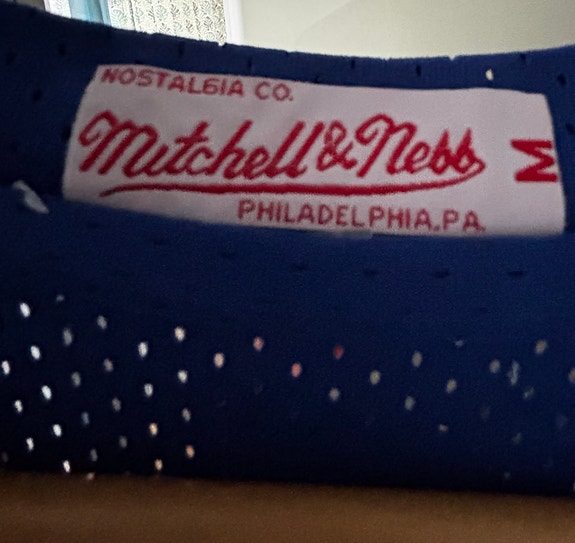 NOSTALGIA CO.
Mitchell & Ness
M
PHILADELPHIA, PA.